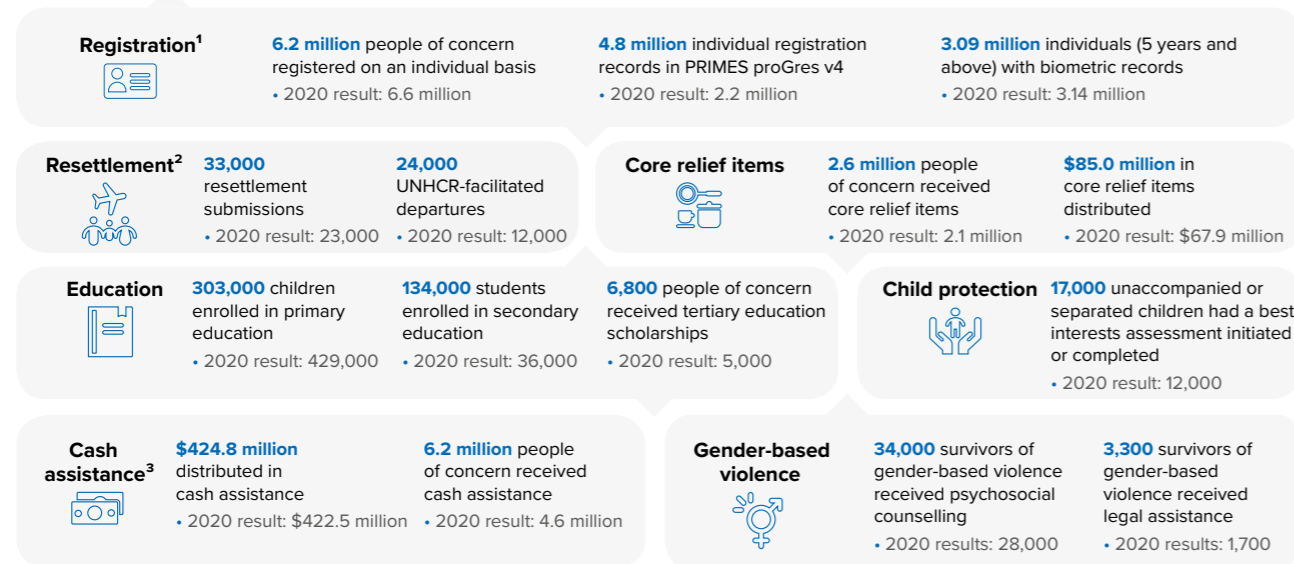 Registration¹
6.2 million people of concern
registered on an individual basis
• 2020 result: 6.6 million
4.8 million individual registration
records in PRIMES proGres v4
• 2020 result: 2.2 million
3.09 million individuals (5 years and
above) with biometric records
• 2020 result: 3.14 million
Resettlement²
33,000
resettlement
submissions
• 2020 result: 23,000
24,000
UNHCR-facilitated
departures
• 2020 result: 12,000
Core relief items
2.6 million people
of concern received
core relief items
• 2020 result: 2.1 million
$85.0 million in
core relief items
distributed
• 2020 result: $67.9 million
Education
303,000 children
enrolled in primary
education
• 2020 result: 429,000
134,000 students
enrolled in secondary
education
• 2020 result: 36,000
6,800 people of concern
received tertiary education
scholarships
• 2020 result: 5,000
Child protection
17,000 unaccompanied or
separated children had a best
interests assessment initiated
or completed
• 2020 result: 12,000
Cash
assistance³
$424.8 million
distributed in
cash assistance
• 2020 result: $422.5 million
6.2 million people
of concern received
cash assistance
• 2020 result: 4.6 million
Gender-based
violence
34,000 survivors of
gender-based violence
received psychosocial
counselling
• 2020 results: 28,000
3,300 survivors of
gender-based
violence received
legal assistance
• 2020 results: 1,700